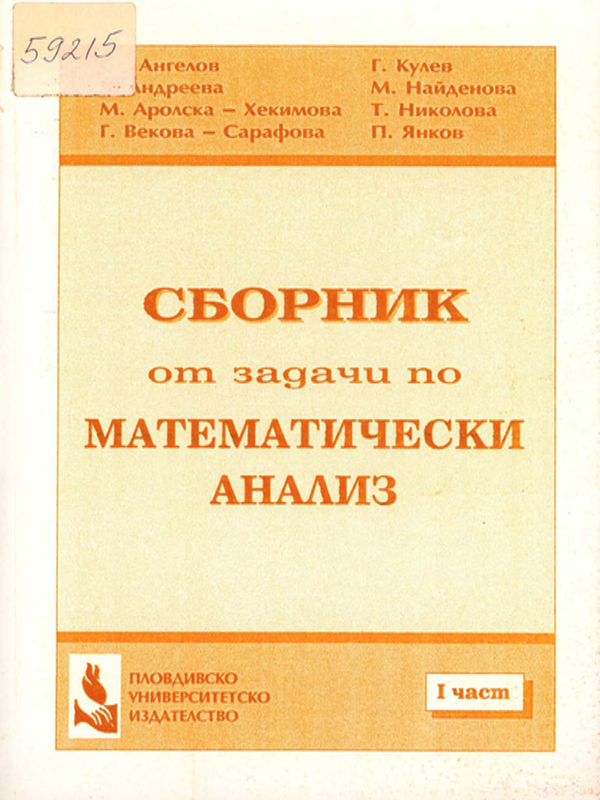 59215
Ангелов
Андреева
М. Аролска – Хекимова
Г. Векова – Сарафова
Г. Кулев
М. Найденова
Т. Николова
П. Янков
СБОРНИК
от задачи по
МАТЕМАТИЧЕСКИ
АНАЛИЗ
ПЛОВДИВСКО
УНИВЕРСИТЕТСКО
ИЗДАТЕЛСТВО
I част